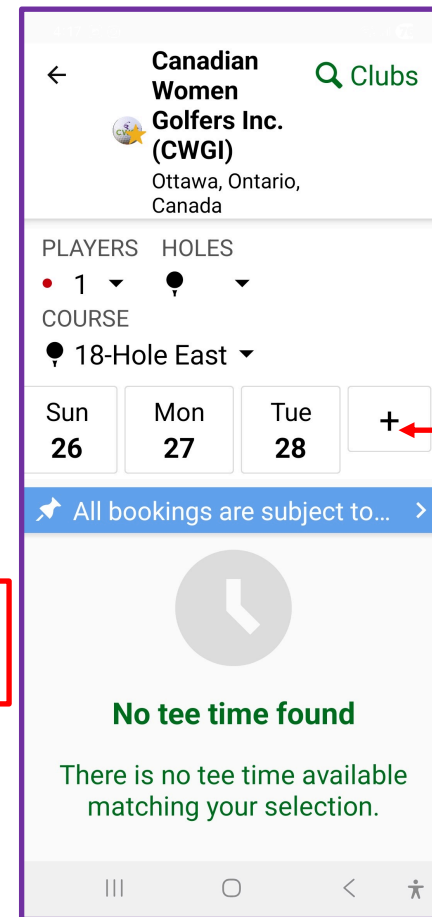 Canadian
Women
Golfers Inc.
(CWGI)
Clubs
Ottawa, Ontario,
Canada
PLAYERS HOLES
1
COURSE
18-Hole East
Sun Mon Tue +
26 27 28
All bookings are subject to...
No tee time found
There is no tee time available
matching your selection.